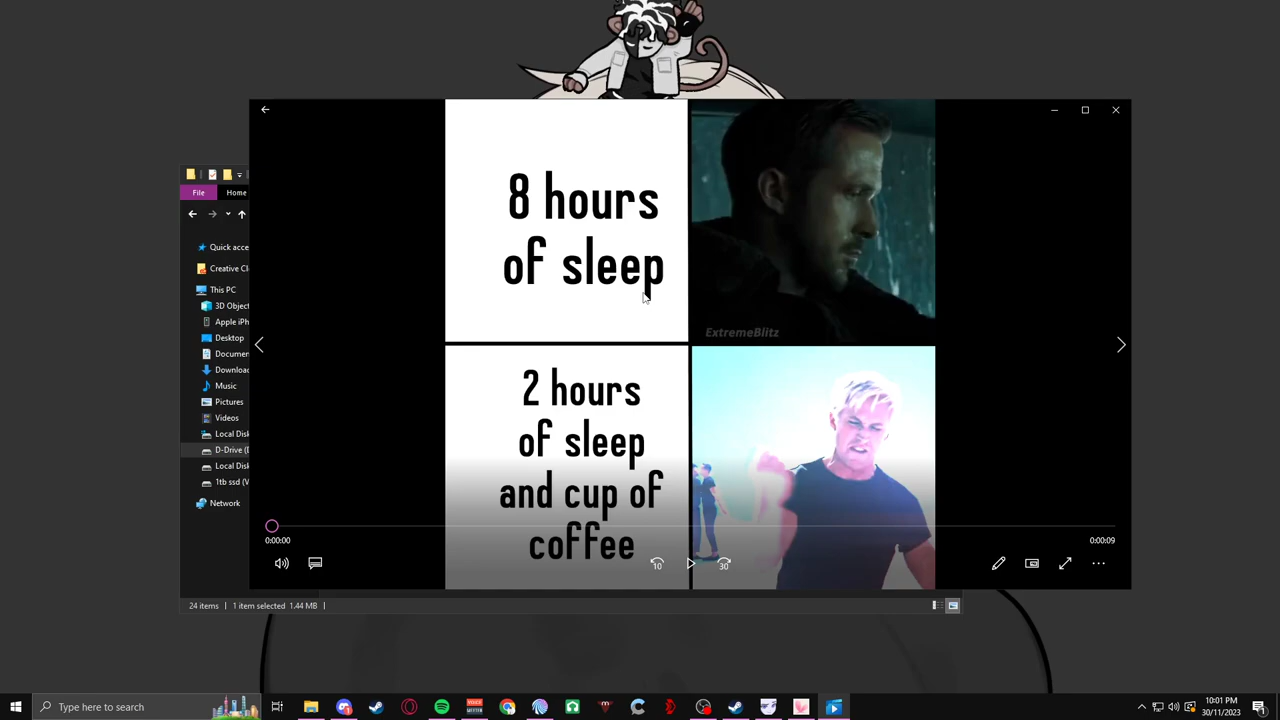 File
Home
Quick acce
Creative Cl
This PC
3D Object
Apple iPh
Desktop
Documen
Downloac
Music
Pictures
Videos
Local Disk
D-Drive (D
Local Disk
1tb ssd (V
Network
8 hours
of sleep
ExtremeBlitz
2 hours
of sleep
and cup of
coffee
0:00:00
0:00:09
10
30
24 items
1 item selected 1.44 MB
Type here to search
10:01 PM
30/11/2023